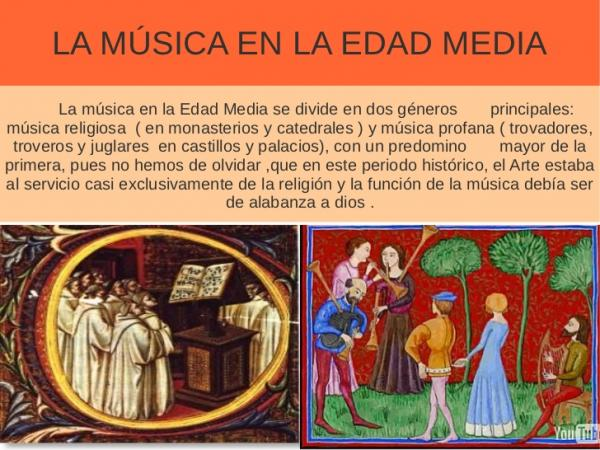 LA MÚSICA EN LA EDAD MEDIA
La música en la Edad Media se divide en dos géneros principales:
música religiosa ( en monasterios y catedrales ) y música profana ( trovadores,
troveros y juglares en castillos y palacios), con un predomino mayor de la
primera, pues no hemos de olvidar ,que en este periodo histórico, el Arte estaba
al servicio casi exclusivamente de la religión y la función de la música debía ser
de alabanza a dios .
YouTube